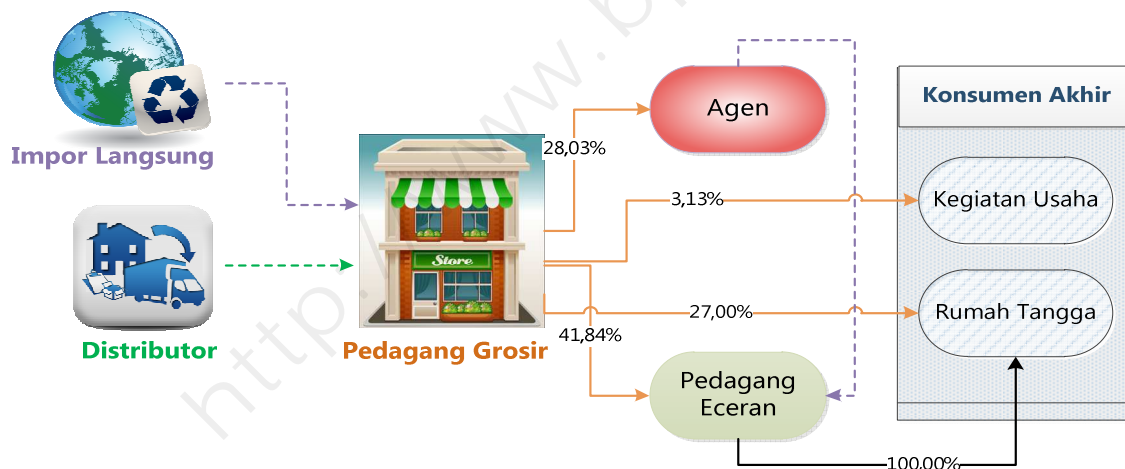 Impor Langsung
Distributor
Store
Pedagang Grosir
28,03%
3,13%
27,00%
41,84%
Agen
Pedagang
Eceran
Konsumen Akhir
Kegiatan Usaha
Rumah Tangga
100,00%